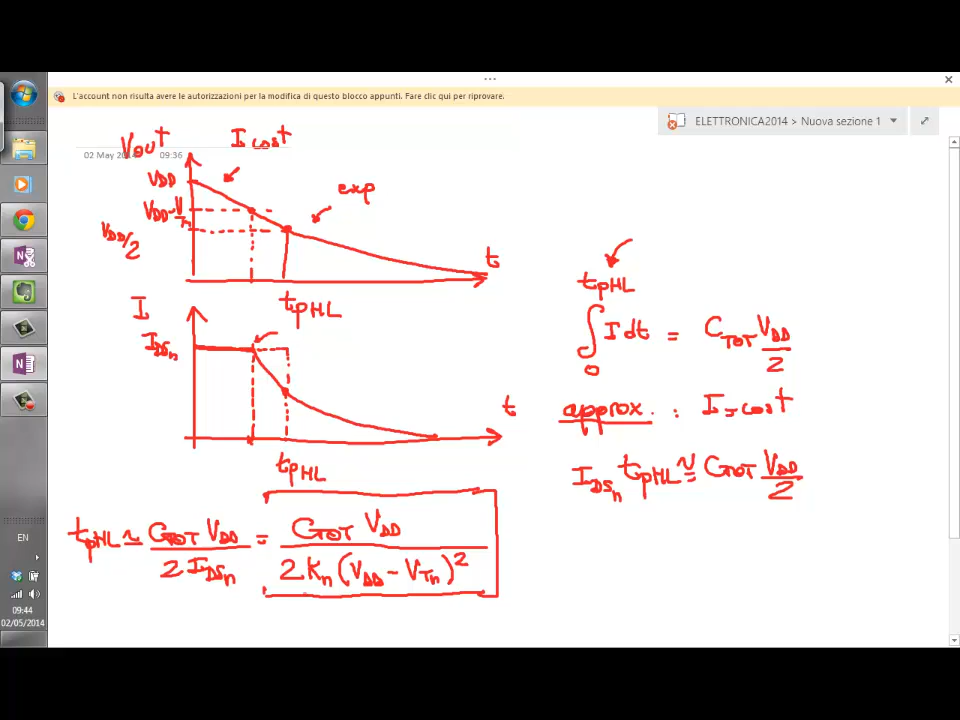 L'account non risulta avere le autorizzazioni per la modifica di questo blocco appunti. Fare clic qui per riprovare.
ELETTRONICA2014 > Nuova sezione 1
02 May 2014 09:36
Vout
I cost
VDD
exp
VDD-VTn
VDD/2
t
tpHL
I
IDSn
t
tpHL
tpHL
∫ I dt = CTOT VDD/2
0
approx. : I = cost
IDSn tpHL ≃ CTOT VDD/2
tpHL ≃ CTOT VDD / 2 IDSn = CTOT VDD / 2 Kn (VDD - VTn)²
EN
09:44
02/05/2014